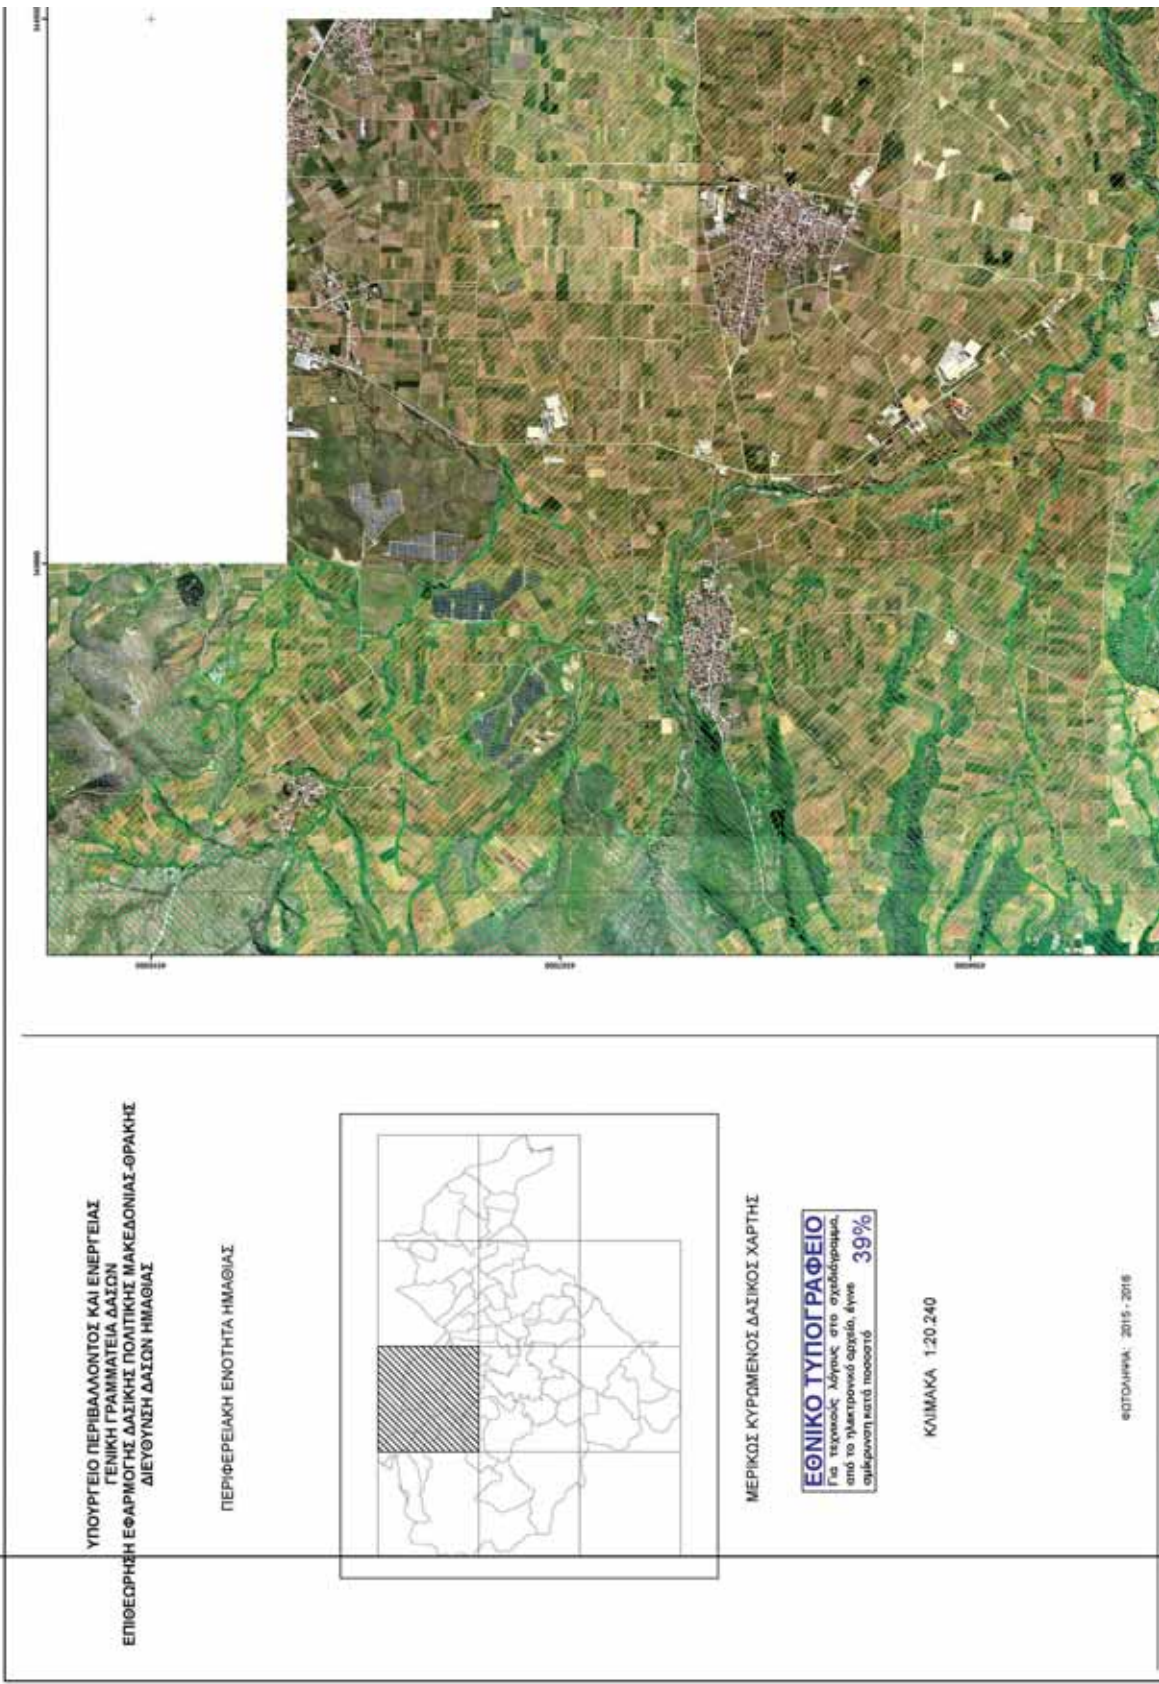 ΥΠΟΥΡΓΕΙΟ ΠΕΡΙΒΑΛΛΟΝΤΟΣ ΚΑΙ ΕΝΕΡΓΕΙΑΣ
ΓΕΝΙΚΗ ΓΡΑΜΜΑΤΕΙΑ ΔΑΣΩΝ
ΕΠΙΘΕΩΡΗΣΗ ΕΦΑΡΜΟΓΗΣ ΔΑΣΙΚΗΣ ΠΟΛΙΤΙΚΗΣ ΜΑΚΕΔΟΝΙΑΣ-ΘΡΑΚΗΣ
ΔΙΕΥΘΥΝΣΗ ΔΑΣΩΝ ΗΜΑΘΙΑΣ
ΠΕΡΙΦΕΡΕΙΑΚΗ ΕΝΟΤΗΤΑ ΗΜΑΘΙΑΣ
ΜΕΡΙΚΩΣ ΚΥΡΩΜΕΝΟΣ ΔΑΣΙΚΟΣ ΧΑΡΤΗΣ
ΕΘΝΙΚΟ ΤΥΠΟΓΡΑΦΕΙΟ
Για τεχνικούς λόγους στο σχεδιάγραμμα,
από το ηλεκτρονικό αρχείο, έγινε
σμίκρυνση κατά ποσοστό 39%
ΚΛΙΜΑΚΑ 1:20.240
ΦΩΤΟΛΗΨΙΑ: 2015 - 2016